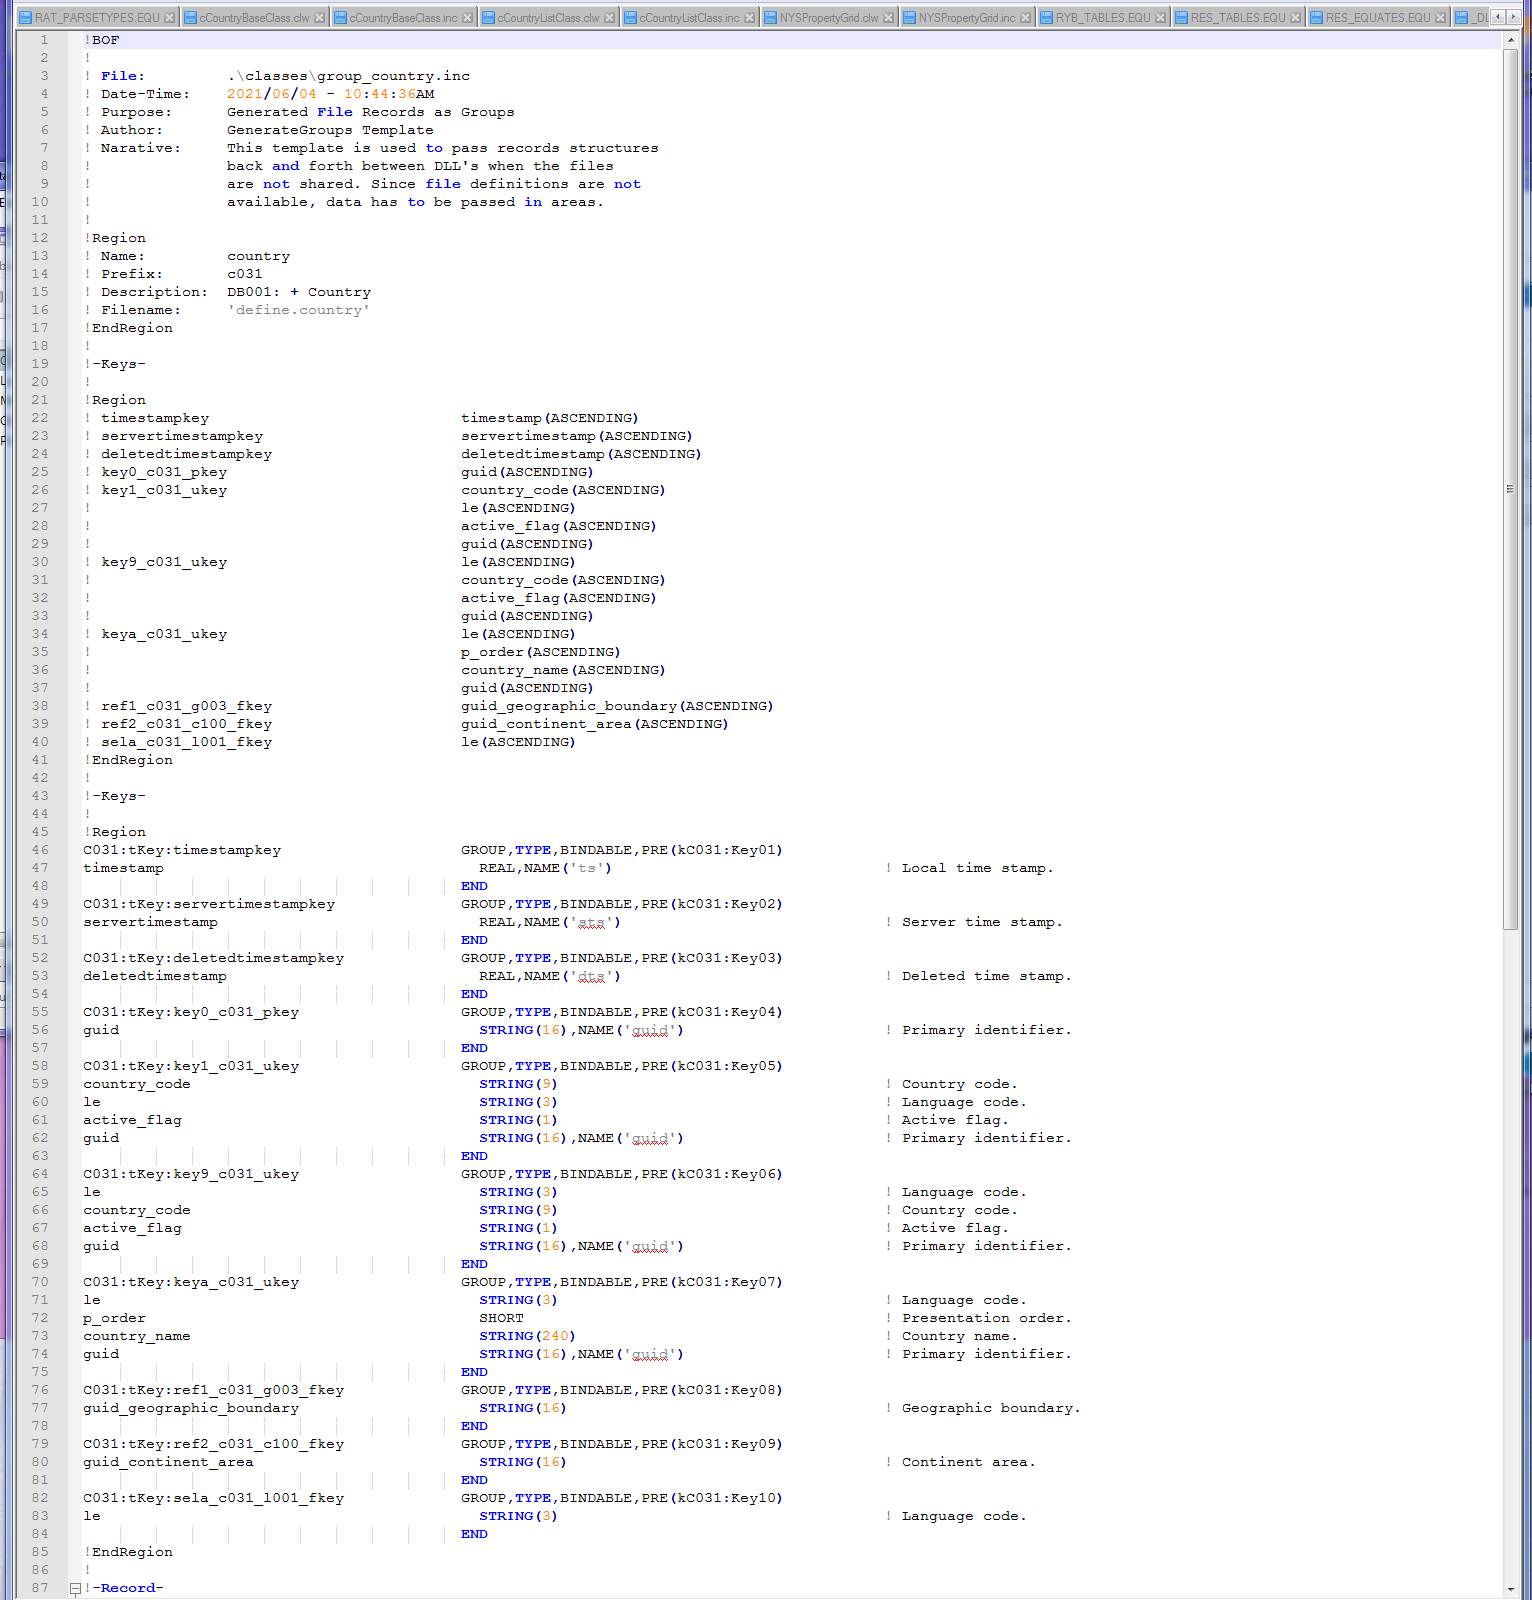 RAT_PARSETYPES.EQU cCountryBaseClass.clw cCountryBaseClass.inc cCountryListClass.clw cCountryListClass.inc NYSPropertyGrid.clw NYSPropertyGrid.inc RYB_TABLES.EQU RES_TABLES.EQU RES_EQUATES.EQU
1 !BOF
2 !
3 ! File: .\classes\group_country.inc
4 ! Date-Time: 2021/06/04 - 10:44:36AM
5 ! Purpose: Generated File Records as Groups
6 ! Author: GenerateGroups Template
7 ! Narative: This template is used to pass records structures
8 ! back and forth between DLL's when the files
9 ! are not shared. Since file definitions are not
10 ! available, data has to be passed in areas.
11 !
12 !Region
13 ! Name: country
14 ! Prefix: c031
15 ! Description: DB001: + Country
16 ! Filename: 'define.country'
17 !EndRegion
18 !
19 !-Keys-
20 !
21 !Region
22 ! timestampkey timestamp(ASCENDING)
23 ! servertimestampkey servertimestamp(ASCENDING)
24 ! deletedtimestampkey deletedtimestamp(ASCENDING)
25 ! key0_c031_pkey guid(ASCENDING)
26 ! key1_c031_ukey country_code(ASCENDING)
27 ! le(ASCENDING)
28 ! active_flag(ASCENDING)
29 ! guid(ASCENDING)
30 ! key9_c031_ukey le(ASCENDING)
31 ! country_code(ASCENDING)
32 ! active_flag(ASCENDING)
33 ! guid(ASCENDING)
34 ! keya_c031_ukey le(ASCENDING)
35 ! p_order(ASCENDING)
36 ! country_name(ASCENDING)
37 ! guid(ASCENDING)
38 ! ref1_c031_g003_fkey guid_geographic_boundary(ASCENDING)
39 ! ref2_c031_c100_fkey guid_continent_area(ASCENDING)
40 ! sela_c031_l001_fkey le(ASCENDING)
41 !EndRegion
42 !
43 !-Keys-
44 !
45 !Region
46 C031:tKey:timestampkey GROUP,TYPE,BINDABLE,PRE(kC031:Key01)
47 timestamp REAL,NAME('ts') ! Local time stamp.
48 END
49 C031:tKey:servertimestampkey GROUP,TYPE,BINDABLE,PRE(kC031:Key02)
50 servertimestamp REAL,NAME('sts') ! Server time stamp.
51 END
52 C031:tKey:deletedtimestampkey GROUP,TYPE,BINDABLE,PRE(kC031:Key03)
53 deletedtimestamp REAL,NAME('dts') ! Deleted time stamp.
54 END
55 C031:tKey:key0_c031_pkey GROUP,TYPE,BINDABLE,PRE(kC031:Key04)
56 guid STRING(16),NAME('guid') ! Primary identifier.
57 END
58 C031:tKey:key1_c031_ukey GROUP,TYPE,BINDABLE,PRE(kC031:Key05)
59 country_code STRING(9) ! Country code.
60 le STRING(3) ! Language code.
61 active_flag STRING(1) ! Active flag.
62 guid STRING(16),NAME('guid') ! Primary identifier.
63 END
64 C031:tKey:key9_c031_ukey GROUP,TYPE,BINDABLE,PRE(kC031:Key06)
65 le STRING(3) ! Language code.
66 country_code STRING(9) ! Country code.
67 active_flag STRING(1) ! Active flag.
68 guid STRING(16),NAME('guid') ! Primary identifier.
69 END
70 C031:tKey:keya_c031_ukey GROUP,TYPE,BINDABLE,PRE(kC031:Key07)
71 le STRING(3) ! Language code.
72 p_order SHORT ! Presentation order.
73 country_name STRING(240) ! Country name.
74 guid STRING(16),NAME('guid') ! Primary identifier.
75 END
76 C031:tKey:ref1_c031_g003_fkey GROUP,TYPE,BINDABLE,PRE(kC031:Key08)
77 guid_geographic_boundary STRING(16) ! Geographic boundary.
78 END
79 C031:tKey:ref2_c031_c100_fkey GROUP,TYPE,BINDABLE,PRE(kC031:Key09)
80 guid_continent_area STRING(16) ! Continent area.
81 END
82 C031:tKey:sela_c031_l001_fkey GROUP,TYPE,BINDABLE,PRE(kC031:Key10)
83 le STRING(3) ! Language code.
84 END
85 !EndRegion
86 !
87 !-Record-